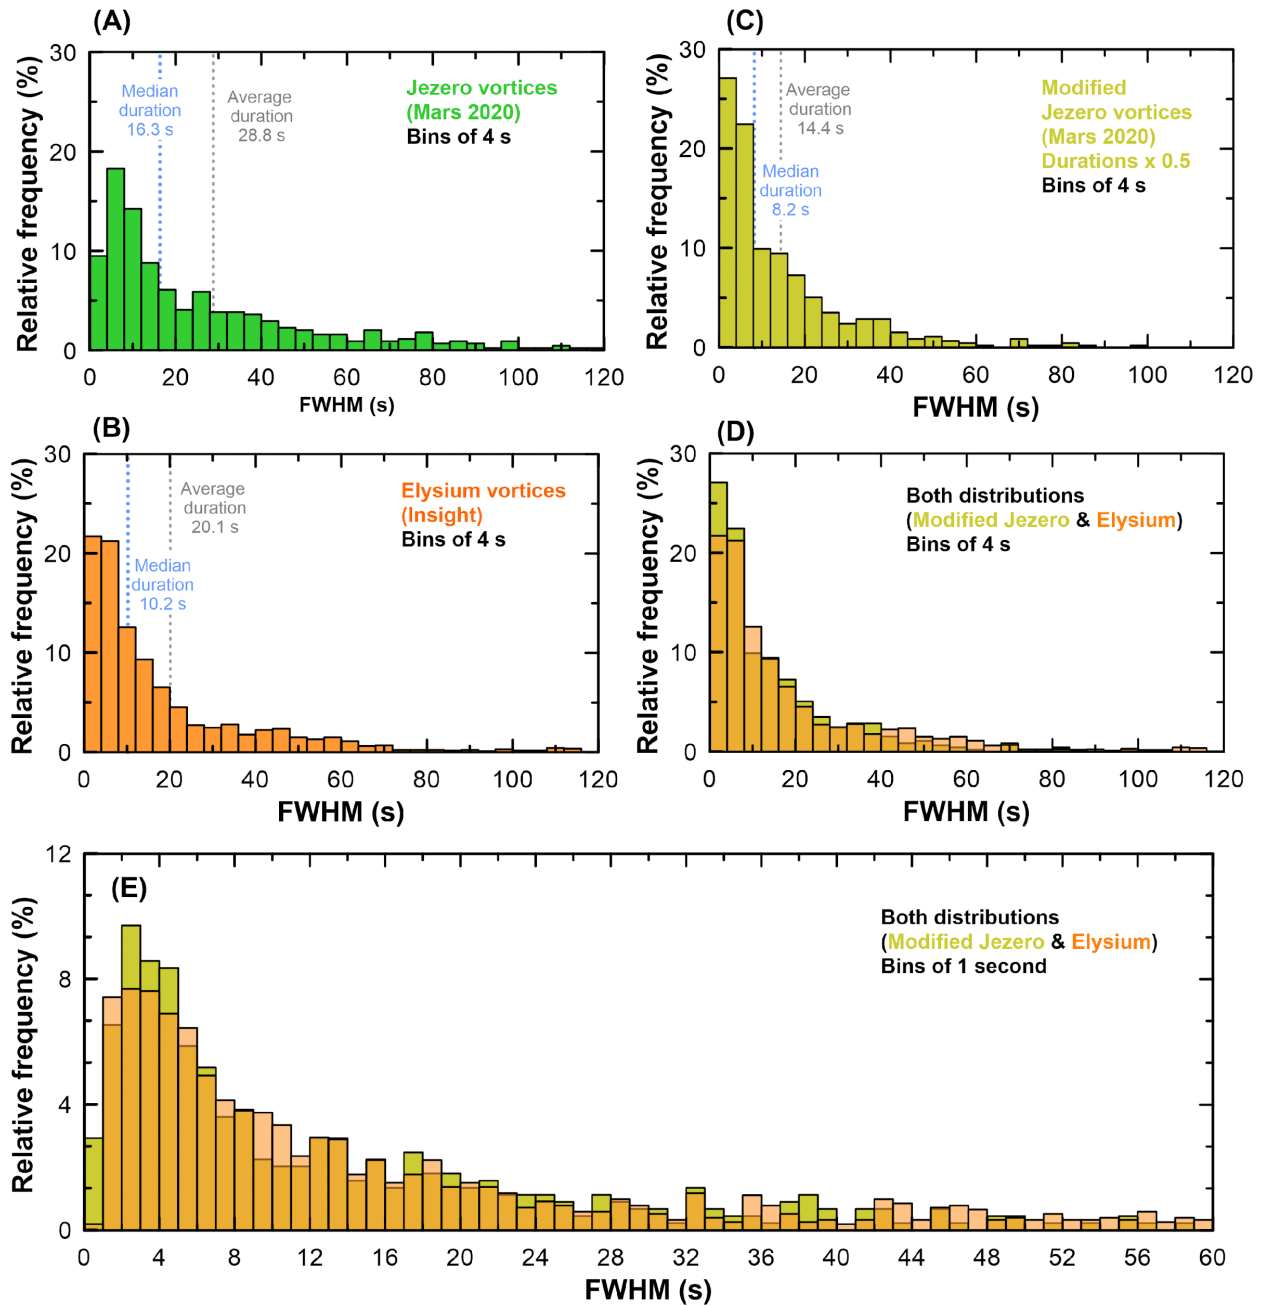 (A)
Relative frequency (%)
30
20
10
0
Median
duration
16.3 s
Average
duration
28.8 s
Jezero vortices
(Mars 2020)
Bins of 4 s
0 20 40 60 80 100 120
FWHM (s)
(C)
Relative frequency (%)
30
20
10
0
Average
duration
14.4 s
Median
duration
8.2 s
Modified
Jezero vortices
(Mars 2020)
Durations x 0.5
Bins of 4 s
0 20 40 60 80 100 120
FWHM (s)
(B)
Relative frequency (%)
30
20
10
0
Average
duration
20.1 s
Median
duration
10.2 s
Elysium vortices
(Insight)
Bins of 4 s
0 20 40 60 80 100 120
FWHM (s)
(D)
Relative frequency (%)
30
20
10
0
Both distributions
(Modified Jezero & Elysium)
Bins of 4 s
0 20 40 60 80 100 120
FWHM (s)
(E)
Relative frequency (%)
12
8
4
0
Both distributions
(Modified Jezero & Elysium)
Bins of 1 second
0 4 8 12 16 20 24 28 32 36 40 44 48 52 56 60
FWHM (s)